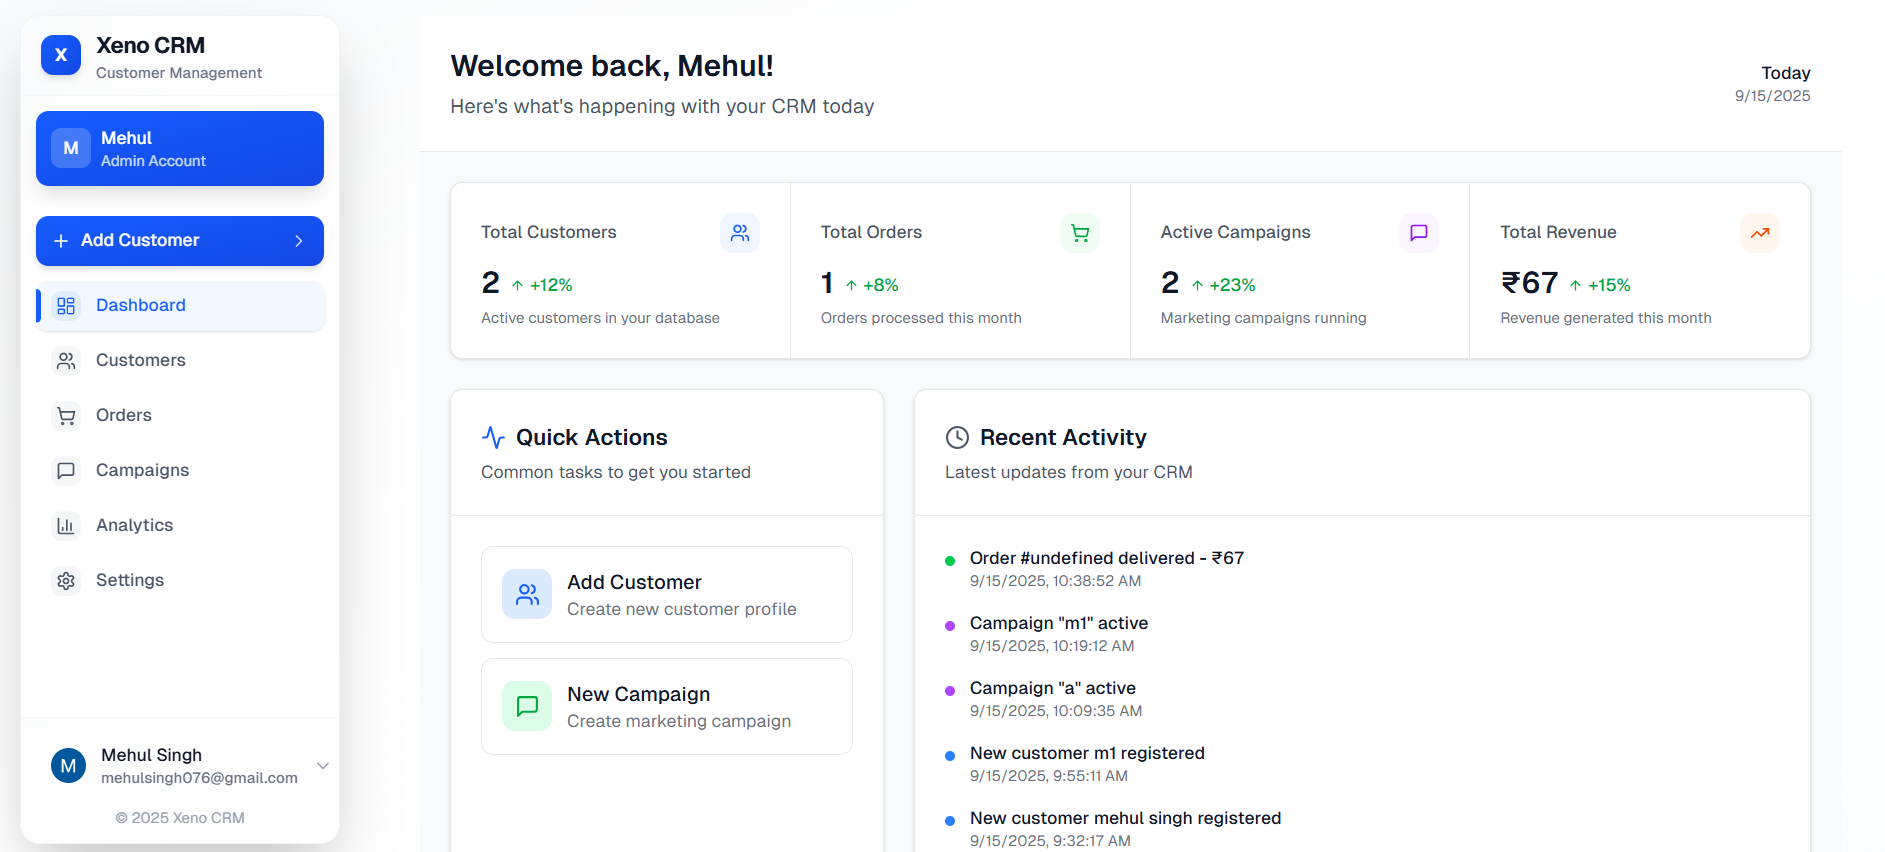 X
Xeno CRM
Customer Management
M
Mehul
Admin Account
Add Customer
Dashboard
Customers
Orders
Campaigns
Analytics
Settings
M
Mehul Singh
mehulsingh076@gmail.com
© 2025 Xeno CRM
Welcome back, Mehul!
Here's what's happening with your CRM today
Today
9/15/2025
Total Customers
2 +12%
Active customers in your database
Total Orders
1 +8%
Orders processed this month
Active Campaigns
2 +23%
Marketing campaigns running
Total Revenue
₹67 +15%
Revenue generated this month
Quick Actions
Common tasks to get you started
Add Customer
Create new customer profile
New Campaign
Create marketing campaign
Recent Activity
Latest updates from your CRM
Order #undefined delivered - ₹67
9/15/2025, 10:38:52 AM
Campaign "m1" active
9/15/2025, 10:19:12 AM
Campaign "a" active
9/15/2025, 10:09:35 AM
New customer m1 registered
9/15/2025, 9:55:11 AM
New customer mehul singh registered
9/15/2025, 9:32:17 AM